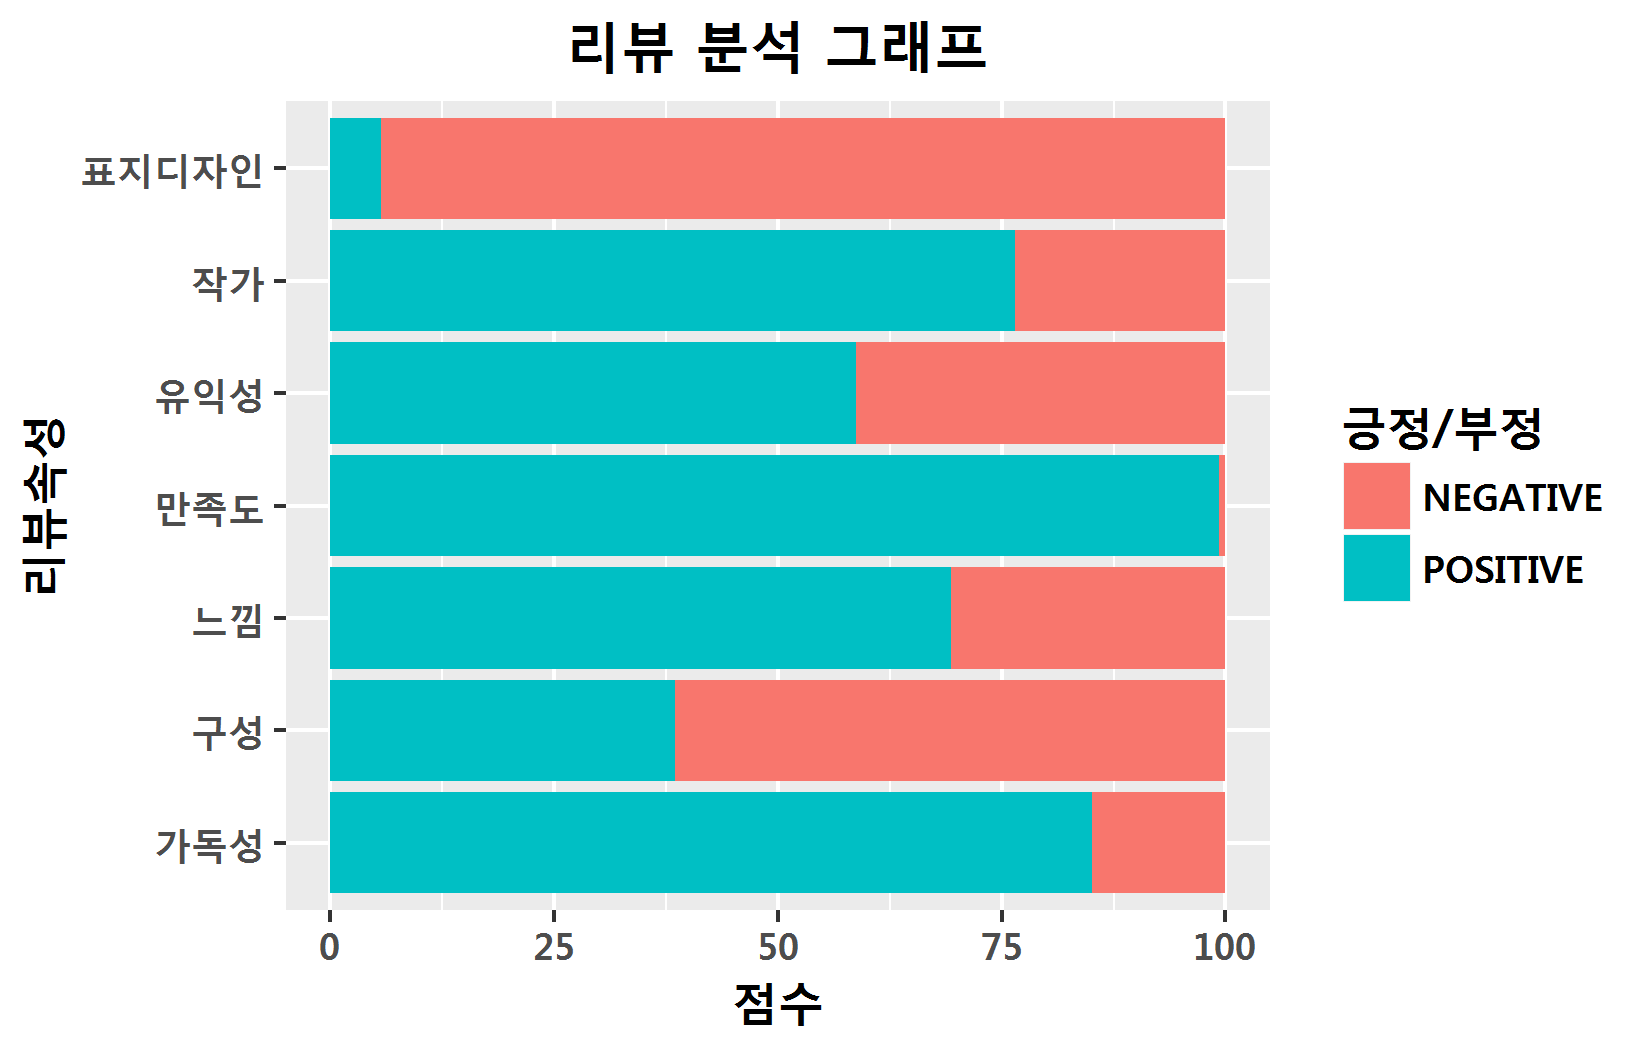 리뷰 분석 그래프
표지디자인
작가
유익성
만족도
느낌
구성
가독성
리뷰속성
0 25 50 75 100
점수
긍정/부정
NEGATIVE
POSITIVE